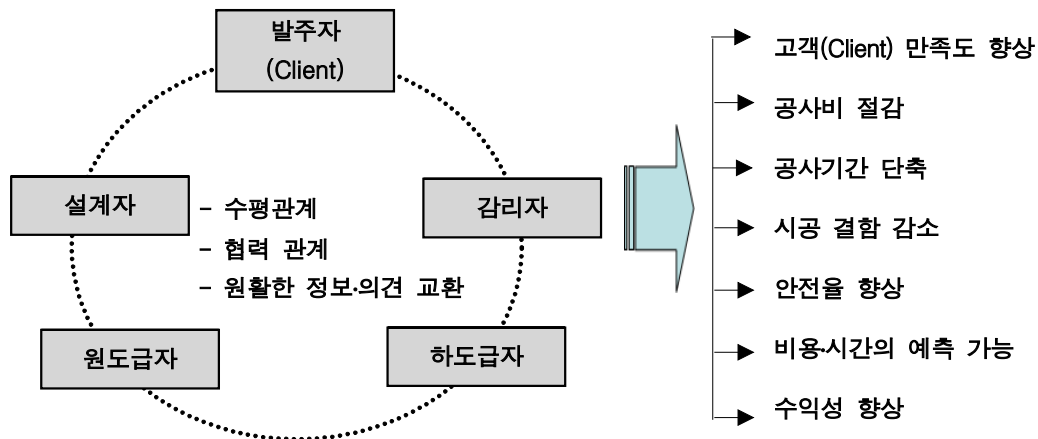 발주자
(Client)
설계자
감리자
- 수평관계
- 협력 관계
- 원활한 정보·의견 교환
원도급자
하도급자
고객(Client) 만족도 향상
공사비 절감
공사기간 단축
시공 결함 감소
안전율 향상
비용·시간의 예측 가능
수익성 향상